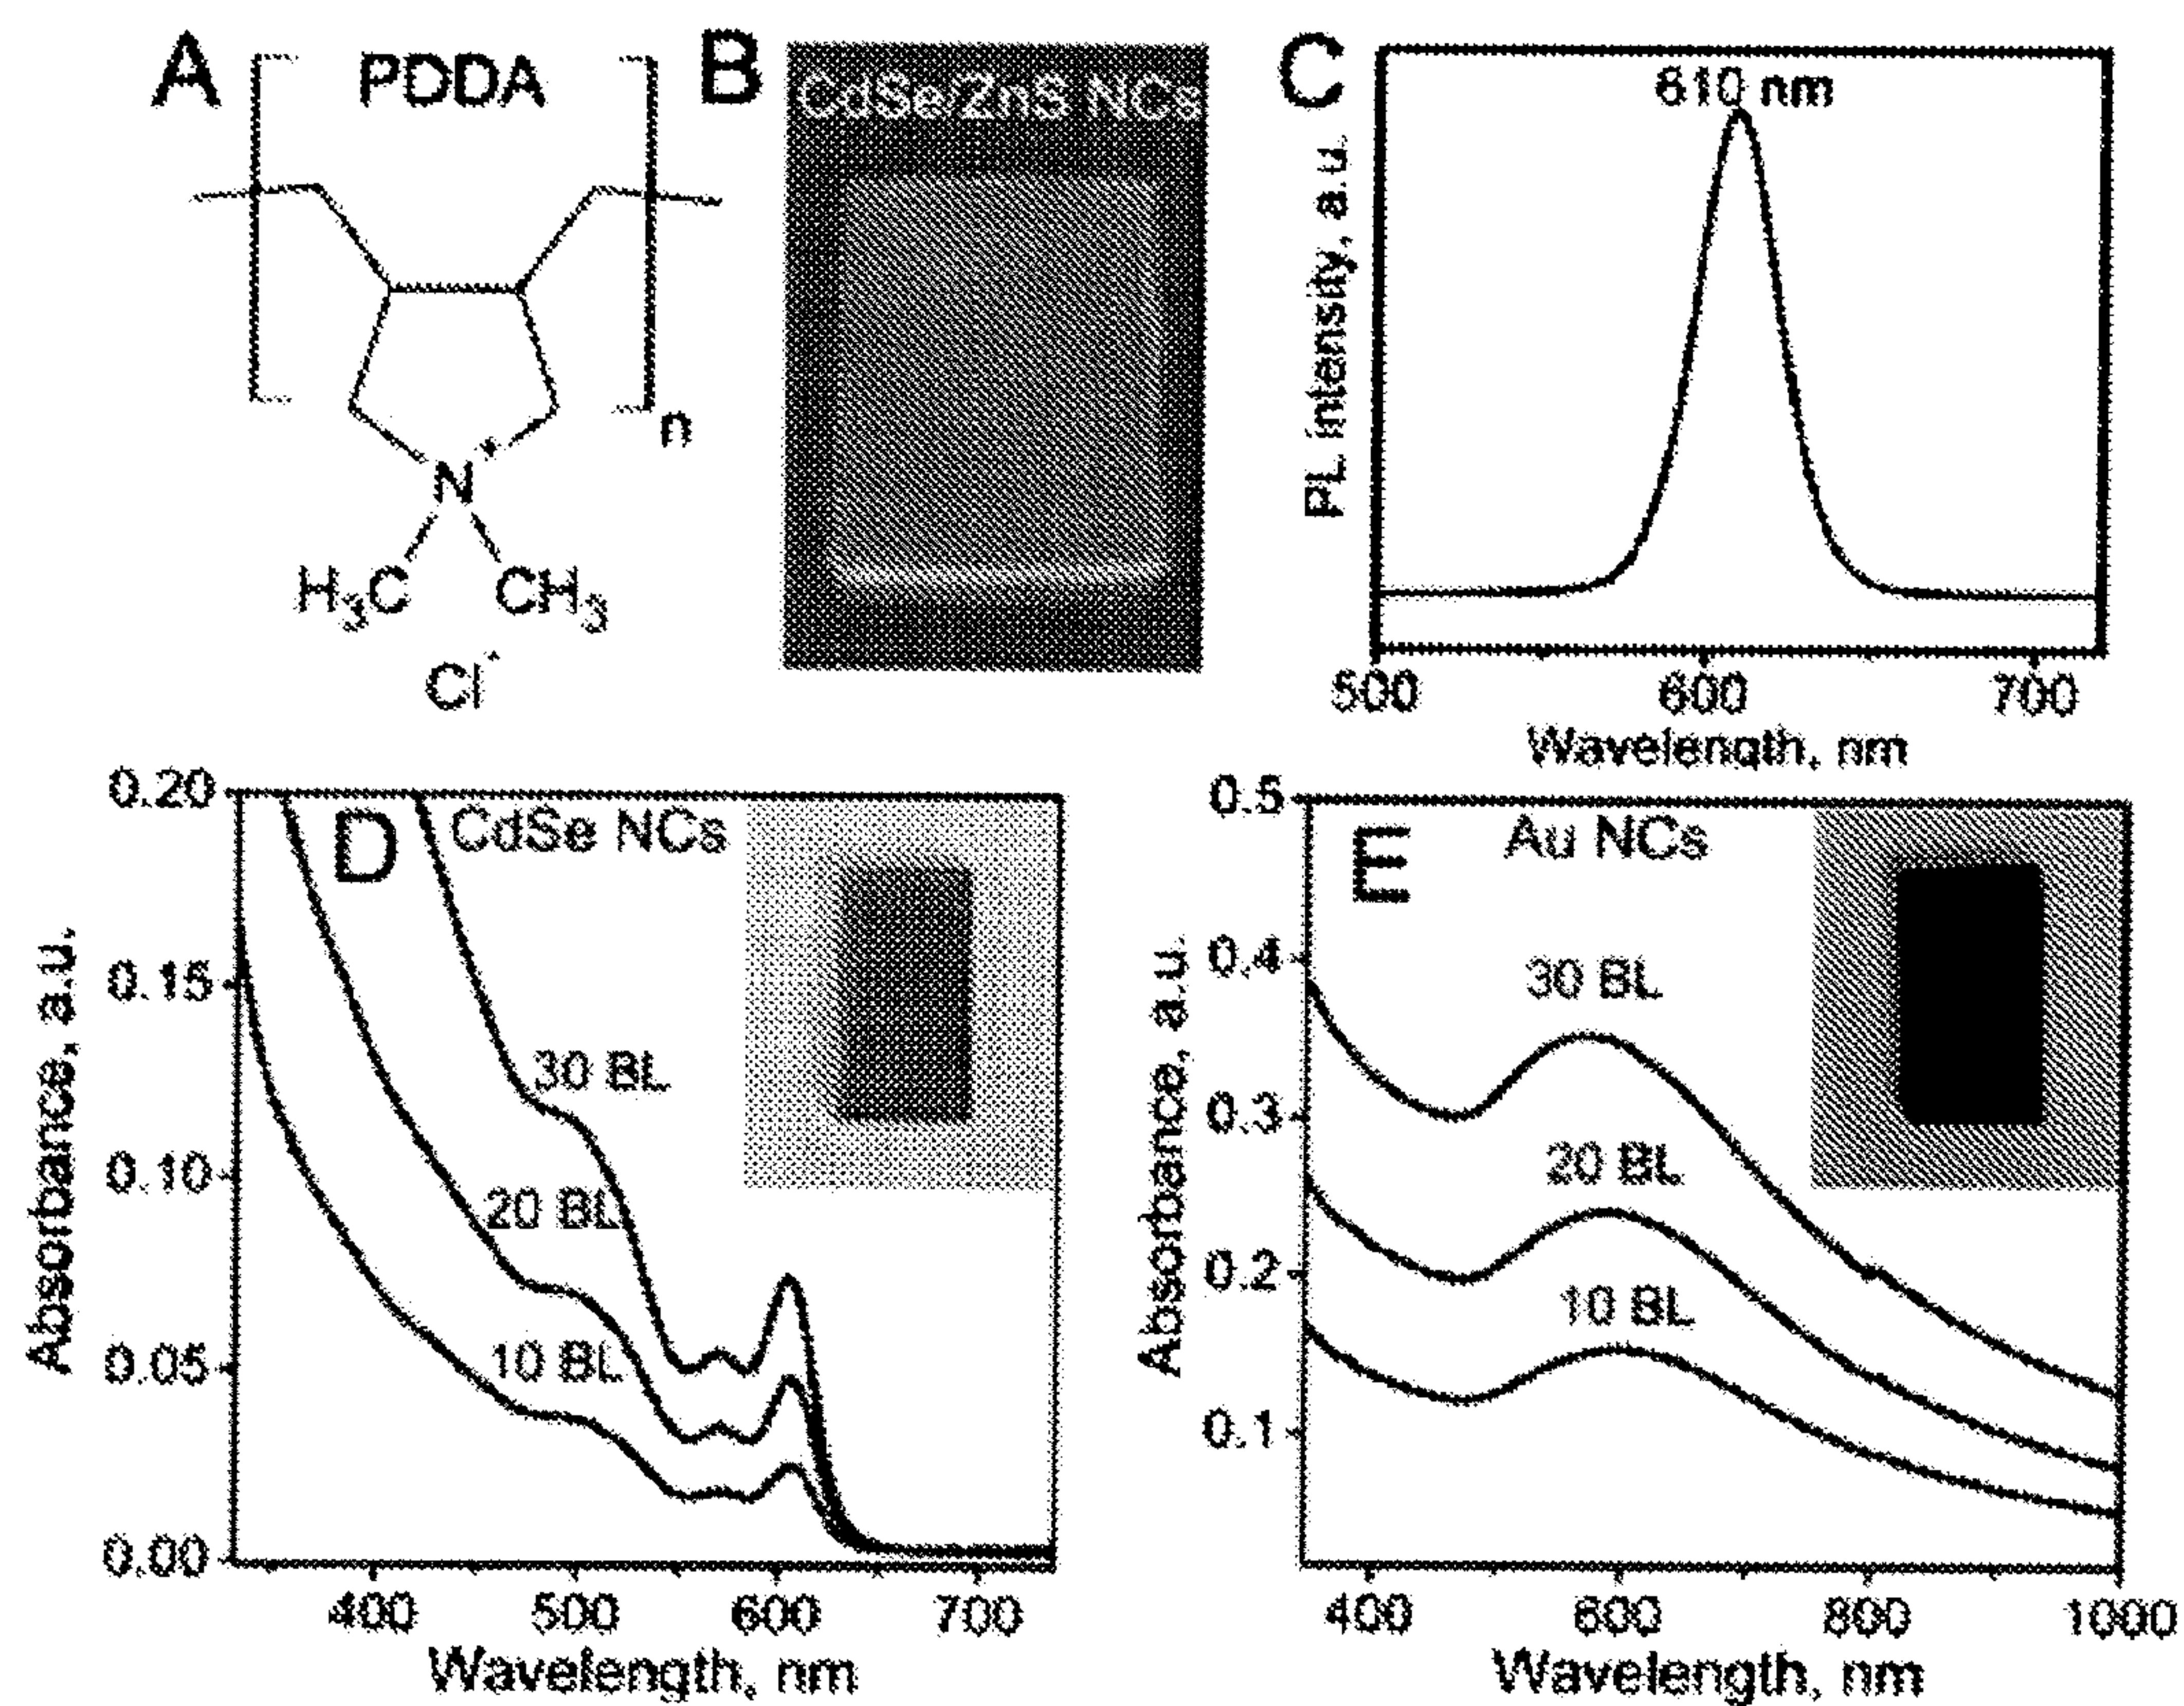 A
PDDA
n
N+
H3C CH3
Cl-
B
CdSe/ZnS NCs
C
610 nm
PL intensity, a.u.
500 600 700
Wavelength, nm
D
CdSe NCs
0.20
0.15
0.10
0.05
0.00
Absorbance, a.u.
30 BL
20 BL
10 BL
400 500 600 700
Wavelength, nm
E
Au NCs
0.5
0.4
0.3
0.2
0.1
Absorbance, a.u.
30 BL
20 BL
10 BL
400 600 800 1000
Wavelength, nm